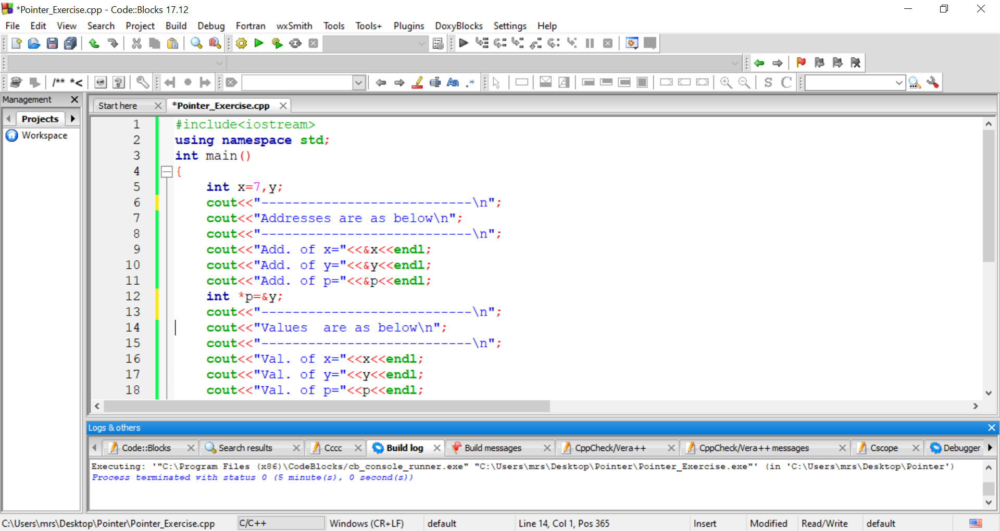 *Pointer_Exercise.cpp - Code::Blocks 17.12
File Edit View Search Project Build Debug Fortran wxSmith Tools Tools+ Plugins DoxyBlocks Settings Help
/** *<
S C
Management
Start here *Pointer_Exercise.cpp
Projects
Workspace
1 #include<iostream>
2 using namespace std;
3 int main()
4 {
5 int x=7,y;
6 cout<<"---------------------------\n";
7 cout<<"Addresses are as below\n";
8 cout<<"---------------------------\n";
9 cout<<"Add. of x="<<&x<<endl;
10 cout<<"Add. of y="<<&y<<endl;
11 cout<<"Add. of p="<<&p<<endl;
12 int *p=&y;
13 cout<<"---------------------------\n";
14 cout<<"Values  are as below\n";
15 cout<<"---------------------------\n";
16 cout<<"Val. of x="<<x<<endl;
17 cout<<"Val. of y="<<y<<endl;
18 cout<<"Val. of p="<<p<<endl;
Logs & others
Code::Blocks Search results Cccc Build log Build messages CppCheck/Vera++ CppCheck/Vera++ messages Cscope Debugger
Executing: '"C:\Program Files (x86)\CodeBlocks/cb_console_runner.exe" "C:\Users\mrs\Desktop\Pointer\Pointer_Exercise.exe"' (in 'C:\Users\mrs\Desktop\Pointer')
Process terminated with status 0 (5 minute(s), 0 second(s))
C:\Users\mrs\Desktop\Pointer\Pointer_Exercise.cpp C/C++ Windows (CR+LF) default Line 14, Col 1, Pos 365 Insert Modified Read/Write default